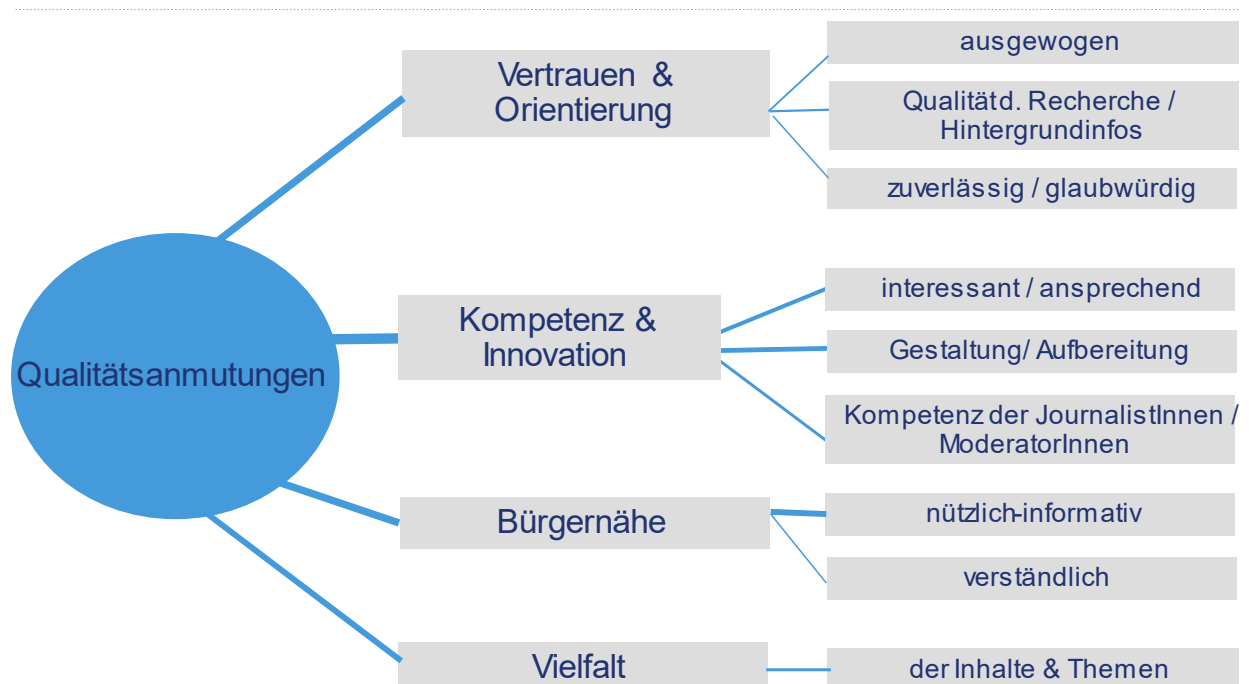 Qualitätsanmutungen
Vertrauen &
Orientierung
ausgewogen
Qualität d. Recherche /
Hintergrundinfos
zuverlässig / glaubwürdig
Kompetenz &
Innovation
interessant / ansprechend
Gestaltung/ Aufbereitung
Kompetenz der JournalistInnen /
ModeratorInnen
Bürgernähe
nützlich-informativ
verständlich
Vielfalt
der Inhalte & Themen